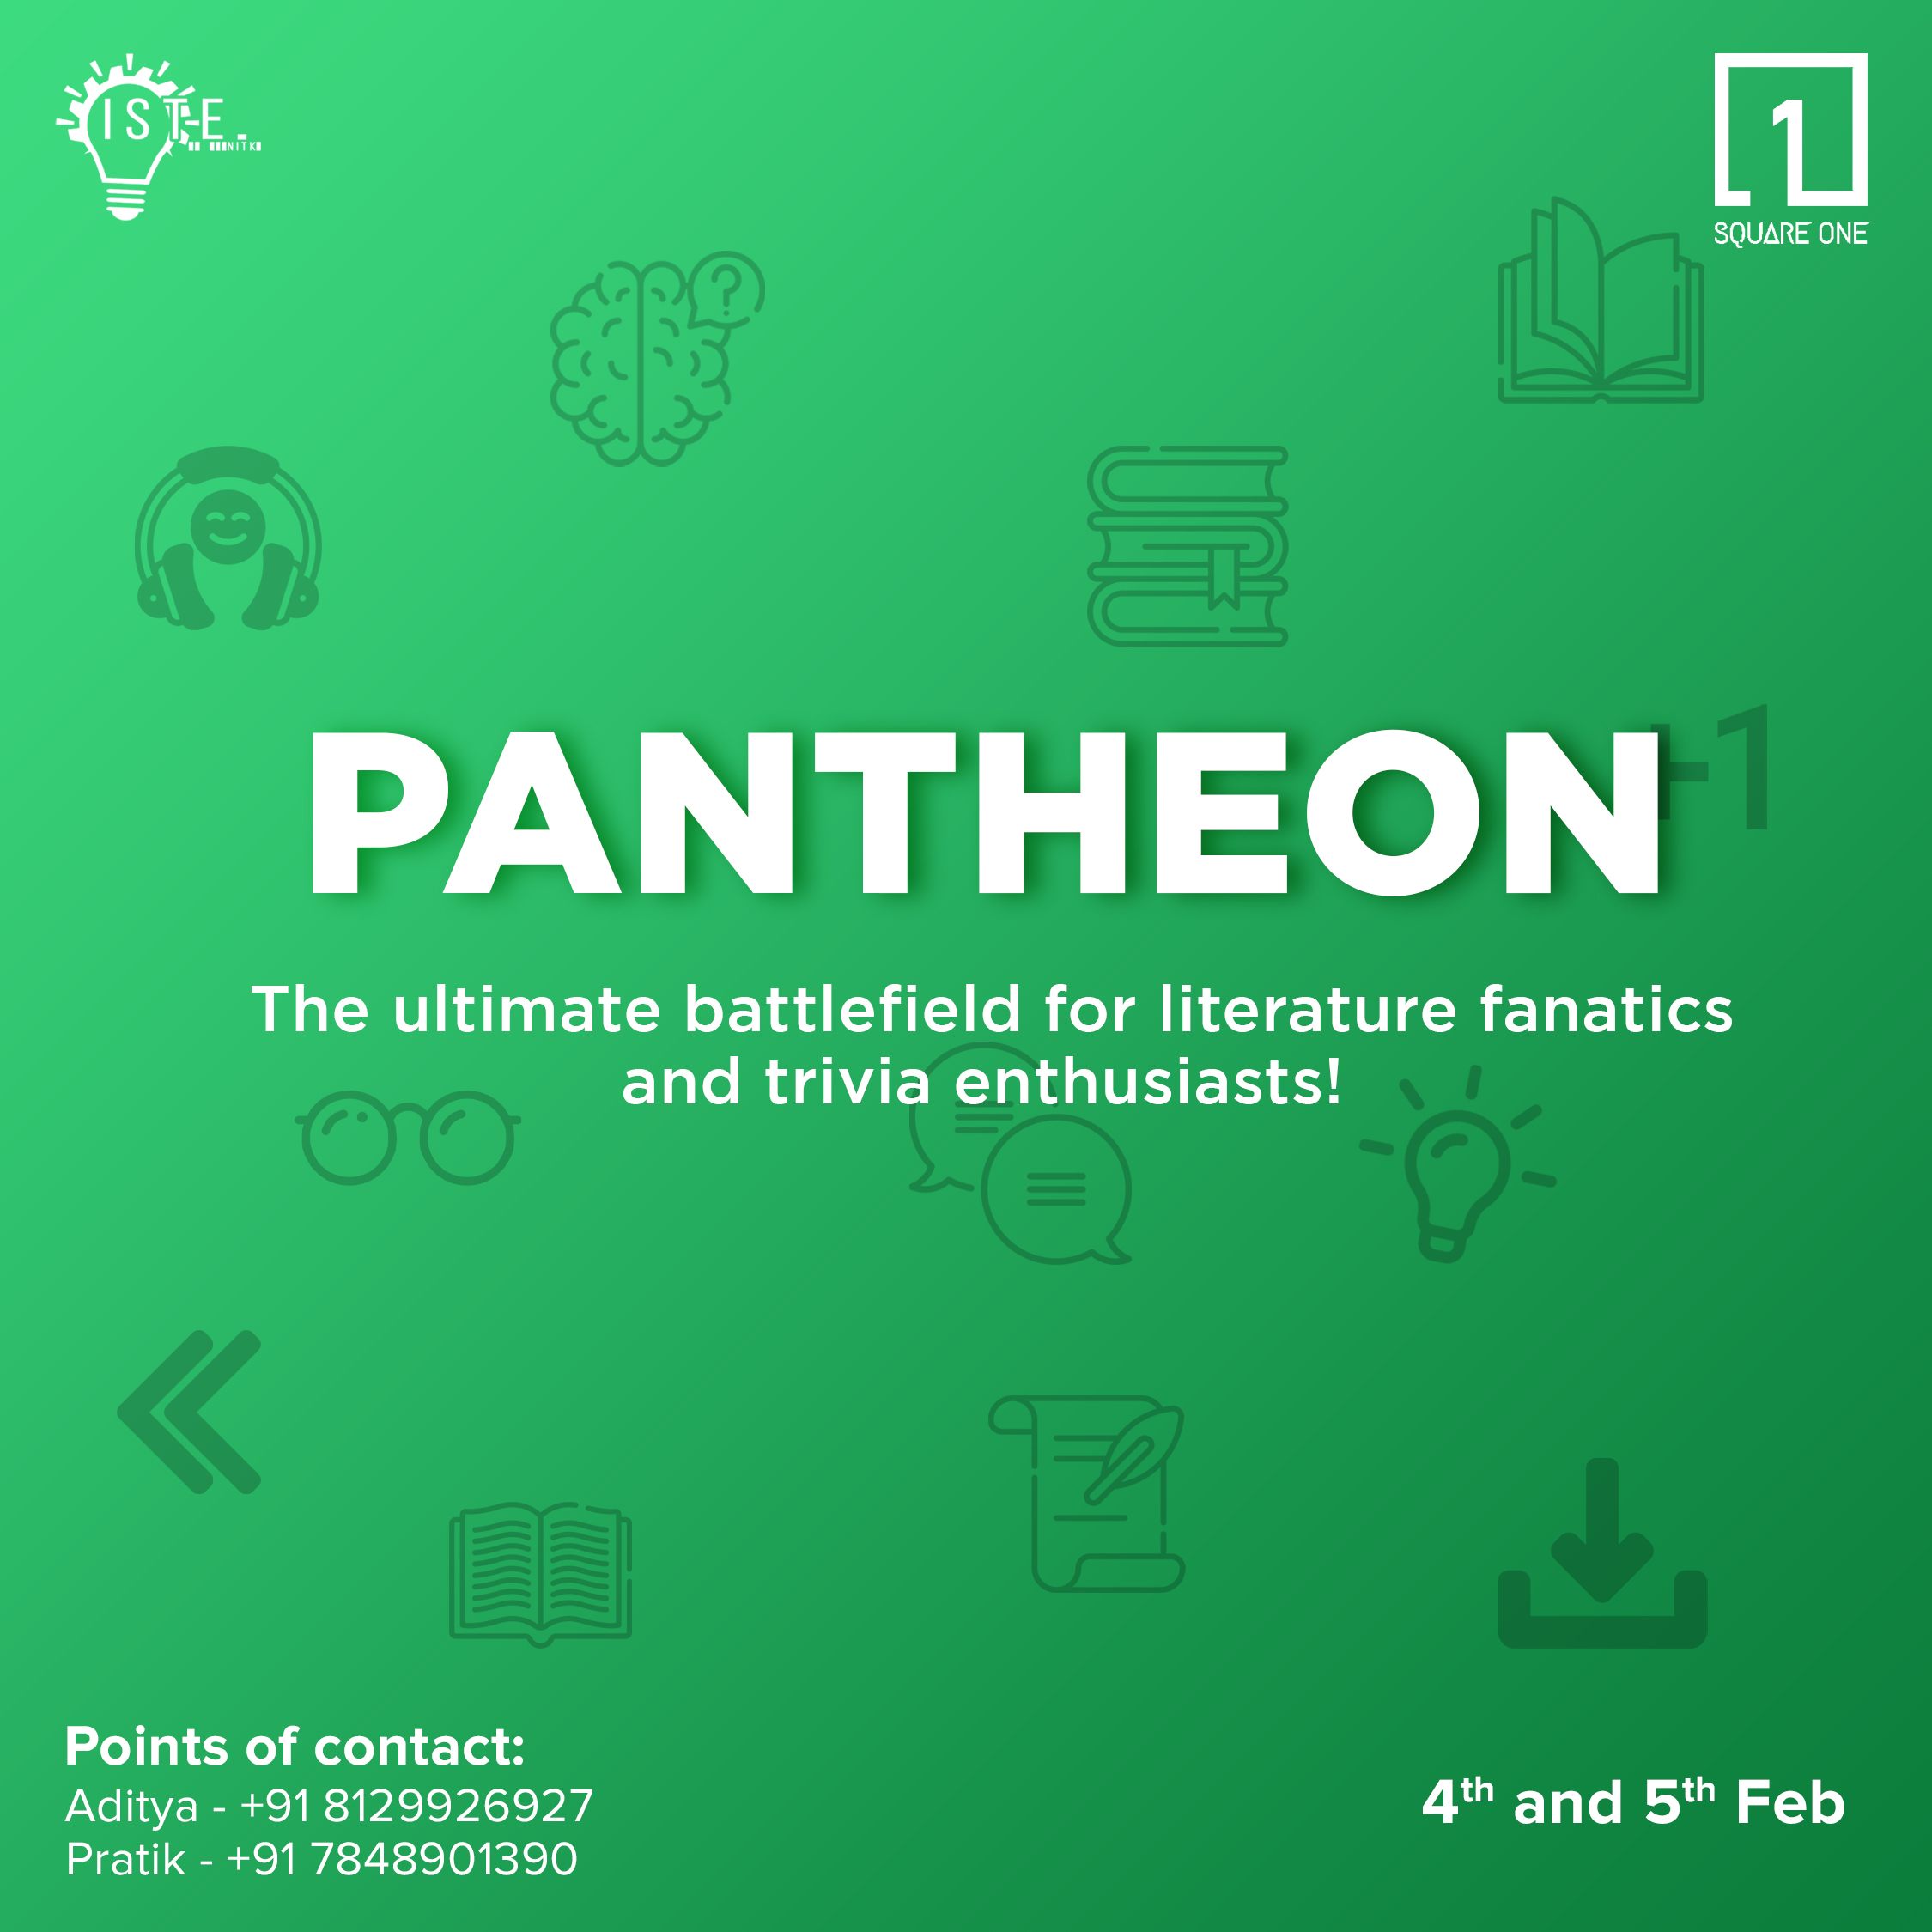 ISTE
NITK
1
SQUARE ONE
+1
PANTHEON
The ultimate battlefield for literature fanatics
and trivia enthusiasts!
Points of contact:
Aditya - +91 8129926927
Pratik - +91 7848901390
4th and 5th Feb